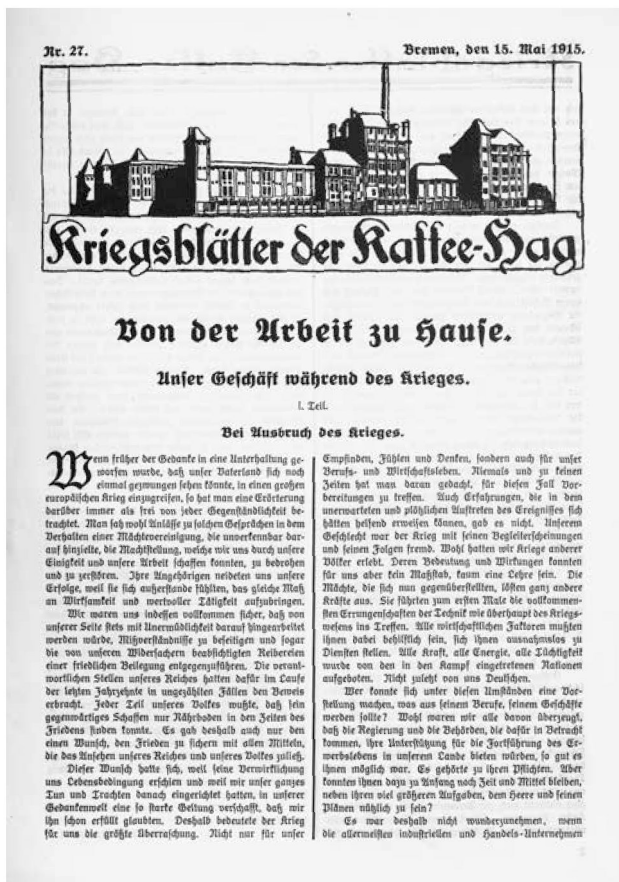 Nr. 27.
Bremen, den 15. Mai 1915.
Kriegsblätter der Kaffee-Hag
Von der Arbeit zu Hause.
Unser Geschäft während des Krieges.
I. Teil.
Bei Ausbruch des Krieges.
Wenn früher der Gedanke in eine Unterhaltung ge-
worfen wurde, daß unser Vaterland sich noch
einmal gezwungen sehen könnte, in einen großen
europäischen Krieg einzugreifen, so hat man eine Erörterung
darüber immer als frei von jeder Gegenständlichkeit be-
trachtet. Man sah wohl Anlässe zu solchen Gesprächen in dem
Verhalten einer Mächtevereinigung, die unverkennbar dar-
auf hinzielte, die Machtstellung, welche wir uns durch unsere
Einigkeit und unsere Arbeit schaffen konnten, zu bedrohen
und zu zerstören. Ihre Angehörigen neideten uns unsere
Erfolge, weil sie sich außerstande fühlten, das gleiche Maß
an Wirksamkeit und wertvoller Tätigkeit aufzubringen.
Wir waren uns indessen vollkommen sicher, daß von
unserer Seite stets mit Unermüdlichkeit darauf hingearbeitet
werden würde, Mißverständnisse zu beseitigen und sogar
die von unseren Widersachern beabsichtigten Reibereien
einer friedlichen Beilegung entgegenzuführen. Die verant-
wortlichen Stellen unseres Reiches hatten dafür im Laufe
der letzten Jahrzehnte in ungezählten Fällen den Beweis
erbracht. Jeder Teil unseres Volkes wußte, daß sein
gegenwärtiges Schaffen nur Nährboden in den Zeiten des
Friedens finden konnte. Es gab deshalb auch nur den
einen Wunsch, den Frieden zu sichern mit allen Mitteln,
die das Ansehen unseres Reiches und unseres Volkes zuließ.
Dieser Wunsch hatte sich, weil seine Verwirklichung
uns Lebensbedingung erschien und weil wir unser ganzes
Tun und Trachten danach eingerichtet hatten, in unserer
Gedankenwelt eine so starke Geltung verschafft, daß wir
ihn schon erfüllt glaubten. Deshalb bedeutete der Krieg
für uns die größte Überraschung. Nicht nur für unser
Empfinden, Fühlen und Denken, sondern auch für unser
Berufs- und Wirtschaftsleben. Niemals und zu keinen
Zeiten hat man daran gedacht, für diesen Fall Vor-
bereitungen zu treffen. Auch Erfahrungen, die in dem
unerwarteten und plötzlichen Auftreten des Ereignisses sich
hätten helfend erweisen können, gab es nicht. Unserem
Geschlecht war der Krieg mit seinen Begleiterscheinungen
und seinen Folgen fremd. Wohl hatten wir Kriege anderer
Völker erlebt. Deren Bedeutung und Wirkungen konnten
für uns aber kein Maßstab, kaum eine Lehre sein. Die
Mächte, die sich nun gegenüberstellten, lösten ganz andere
Kräfte aus. Sie führten zum ersten Male die vollkommen-
sten Errungenschaften der Technik wie überhaupt des Kriegs-
wesens ins Treffen. Alle wirtschaftlichen Faktoren mußten
ihnen dabei behilflich sein, sich ihnen ausnahmslos zu
Diensten stellen. Alle Kraft, alle Energie, alle Tüchtigkeit
wurde von den in den Kampf eingetretenen Nationen
aufgeboten. Nicht zuletzt von uns Deutschen.
Wer konnte sich unter diesen Umständen eine Vor-
stellung machen, was aus seinem Berufe, seinem Geschäfte
werden sollte? Wohl waren wir alle davon überzeugt,
daß die Regierung und die Behörden, die dafür in Betracht
kommen, ihre Unterstützung für die Fortführung des Er-
werbslebens in unserem Lande bieten würden, so gut es
ihnen möglich war. Es gehörte zu ihren Pflichten. Aber
konnten ihnen dazu zu Anfang noch Zeit und Mittel bleiben,
neben ihren viel größeren Aufgaben, dem Heere und seinen
Plänen nützlich zu sein?
Es war deshalb nicht wunderzunehmen, wenn
die allermeisten industriellen und Handels-Unternehmen